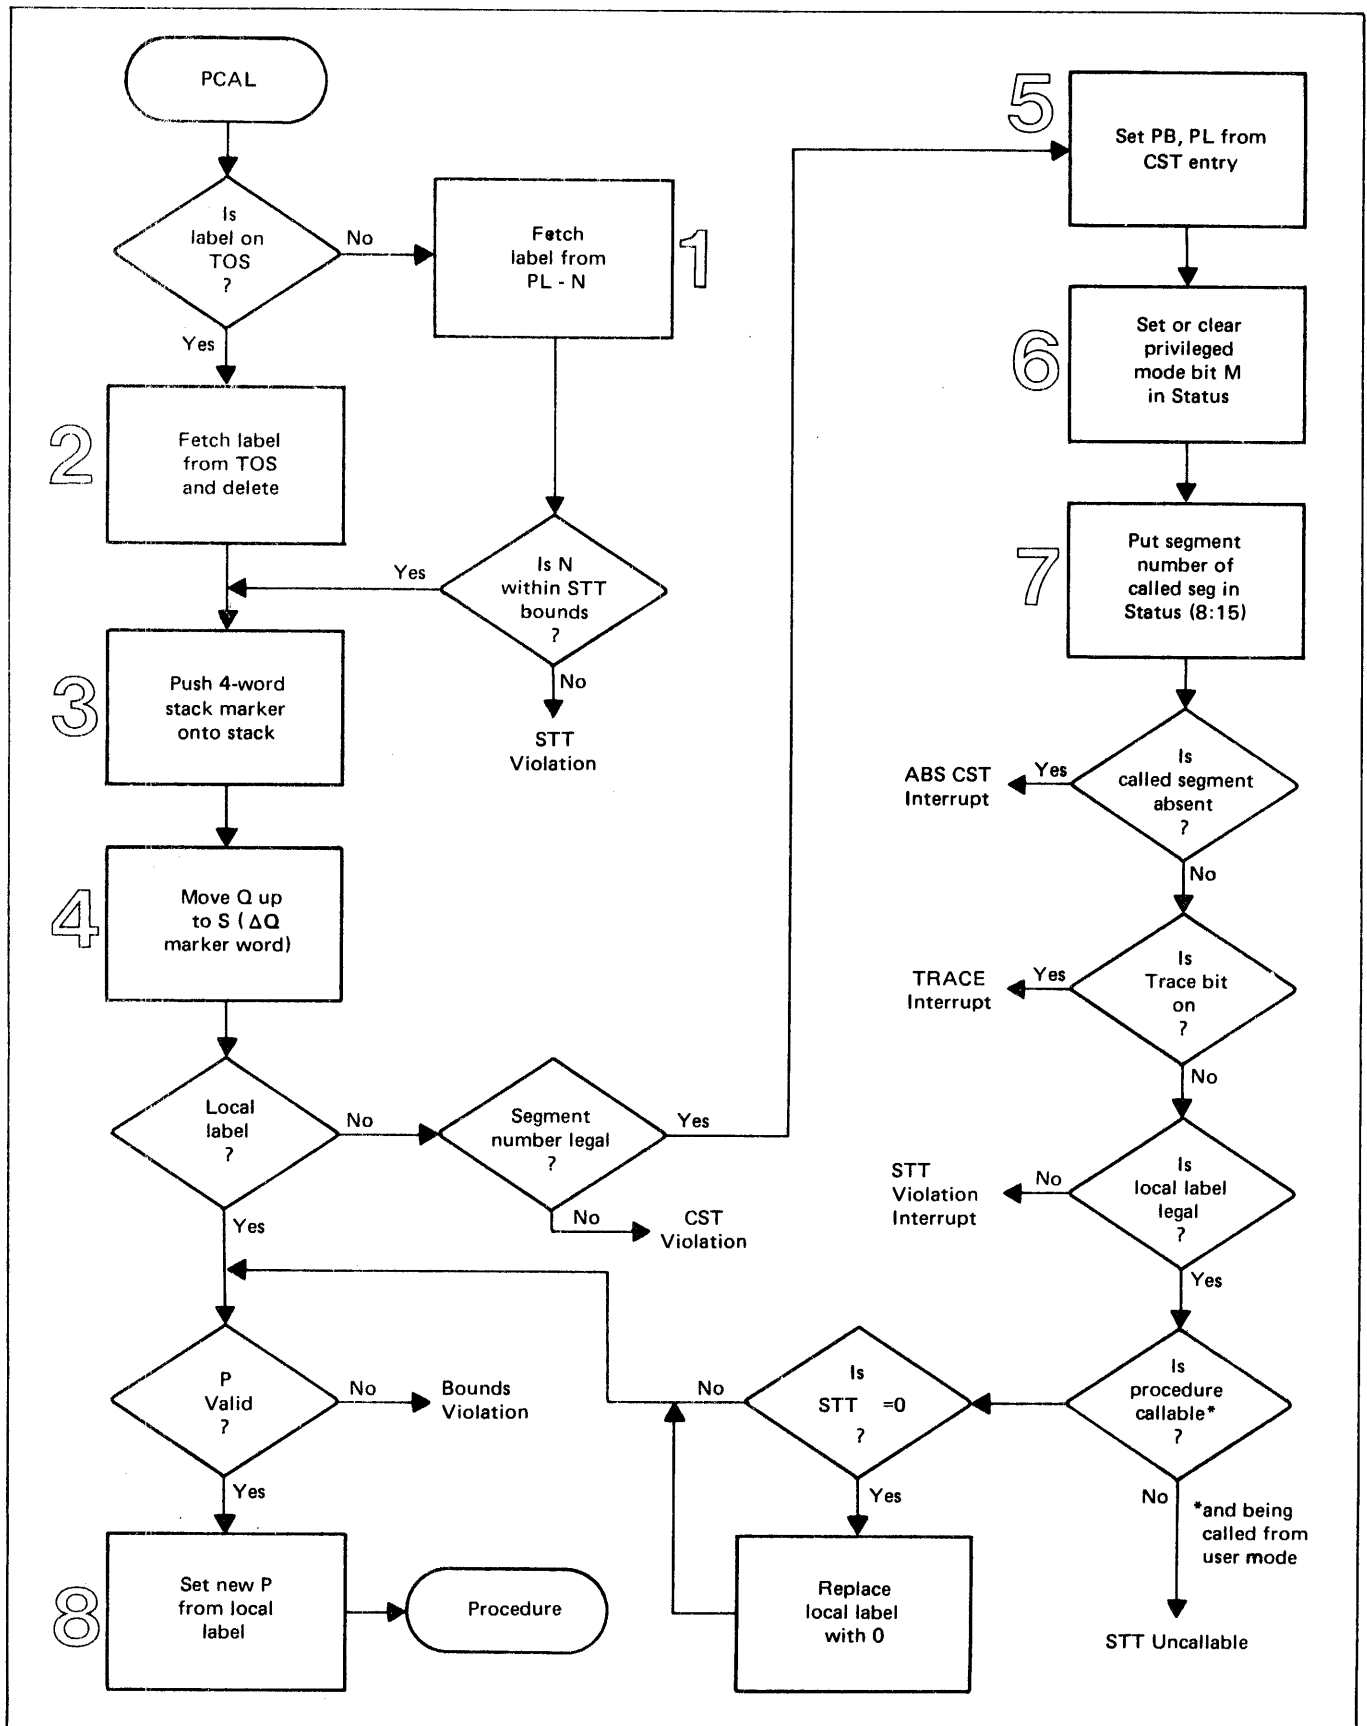 PCAL
Is
label on
TOS
?
No
Yes
1
Fetch
label from
PL - N
2
Fetch label
from TOS
and delete
Is N
within STT
bounds
?
Yes
No
STT
Violation
3
Push 4-word
stack marker
onto stack
4
Move Q up
to S (ΔQ
marker word)
Local
label
?
No
Yes
Segment
number legal
?
Yes
No
CST
Violation
P
Valid
?
No
Bounds
Violation
Yes
8
Set new P
from local
label
Procedure
5
Set PB, PL from
CST entry
6
Set or clear
privileged
mode bit M
in Status
7
Put segment
number of
called seg in
Status (8:15)
Is
called segment
absent
?
Yes
ABS CST
Interrupt
No
Is
Trace bit
on
?
Yes
TRACE
Interrupt
No
Is
local label
legal
?
No
STT
Violation
Interrupt
Yes
Is
procedure
callable*
?
No
*and being
called from
user mode
STT Uncallable
Is
STT =0
?
No
Yes
Replace
local label
with 0